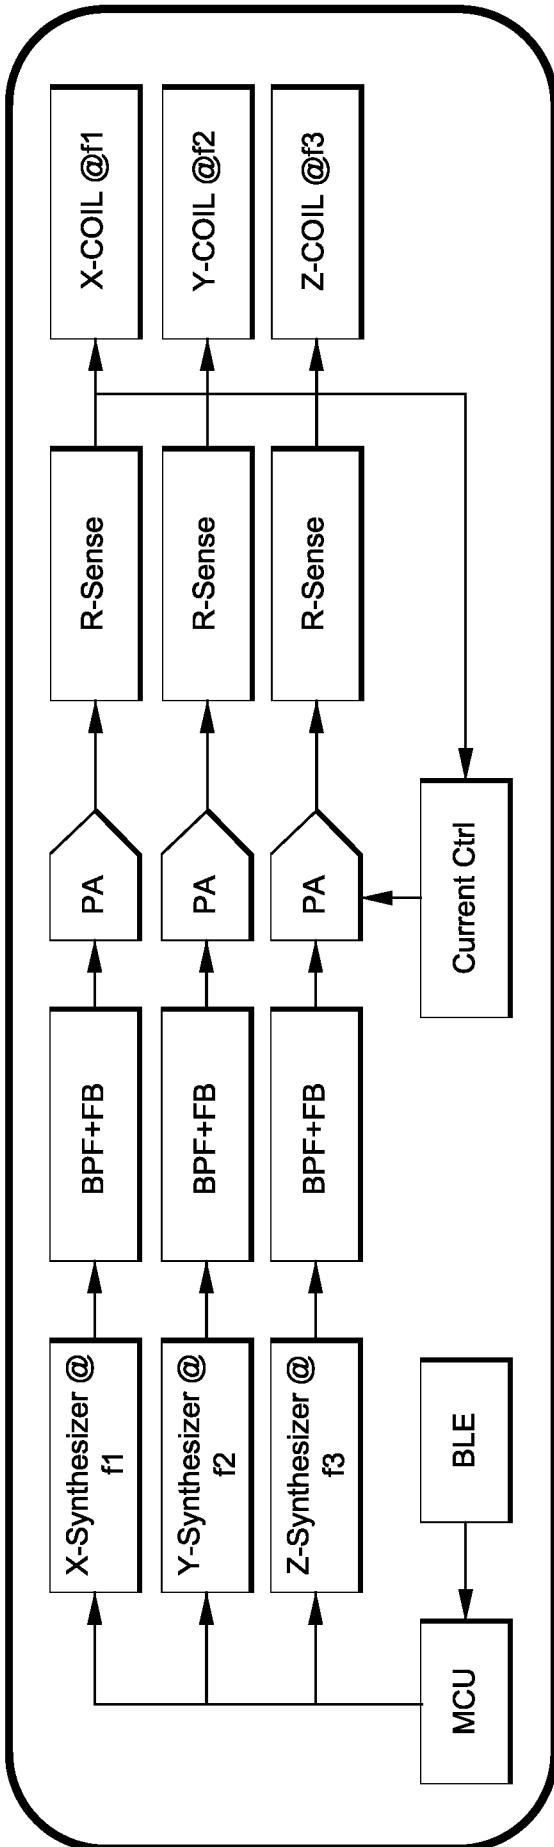 X-Synthesizer @
f1
BPF+FB
PA
R-Sense
X-COIL @f1
Y-Synthesizer @
f2
BPF+FB
PA
R-Sense
Y-COIL @f2
Z-Synthesizer @
f3
BPF+FB
PA
R-Sense
Z-COIL @f3
MCU
BLE
Current Ctrl